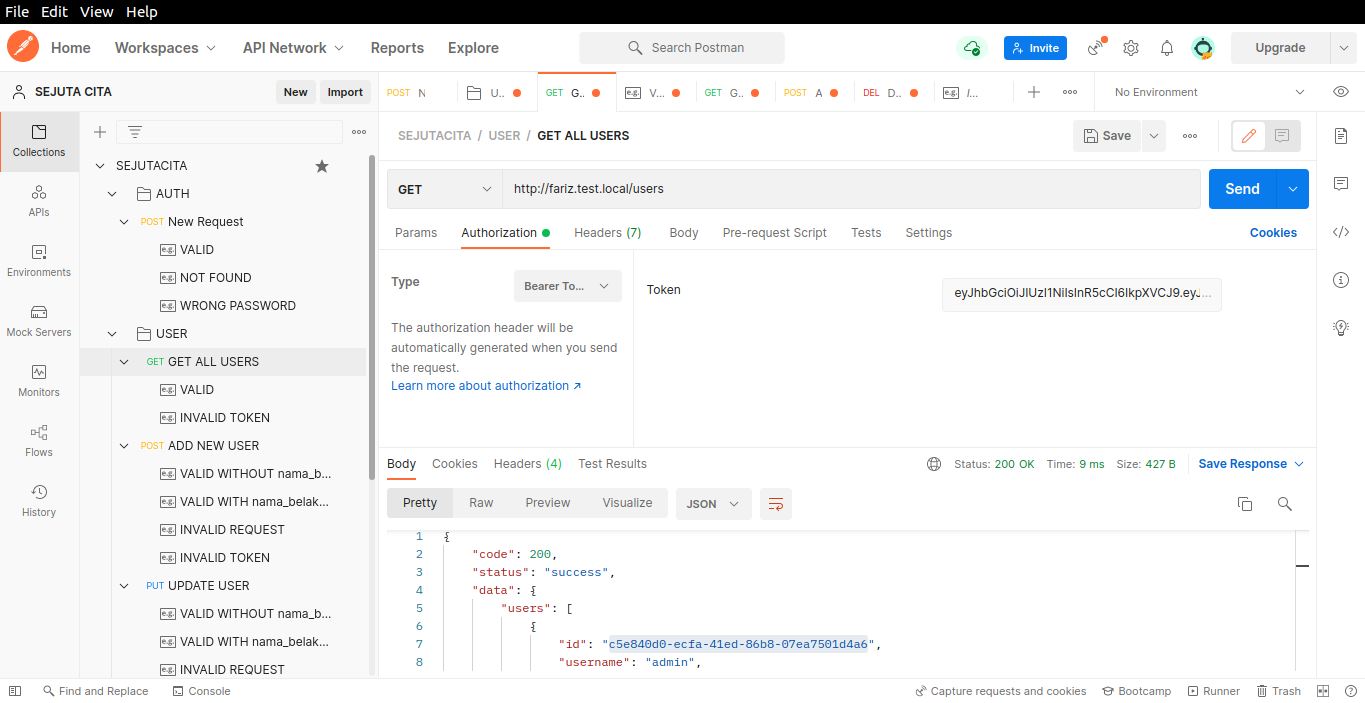 File Edit View Help
Home Workspaces API Network Reports Explore Search Postman Invite Upgrade
SEJUTA CITA New Import POST N U.. GET G.. e.g. V... GET G.. POST A DEL D.. e.g. /... No Environment
SEJUTACITA / USER / GET ALL USERS Save
Collections
APIs
Environments
Mock Servers
Monitors
Flows
History
SEJUTACITA
AUTH
POST New Request
e.g. VALID
e.g. NOT FOUND
e.g. WRONG PASSWORD
USER
GET GET ALL USERS
e.g. VALID
e.g. INVALID TOKEN
POST ADD NEW USER
e.g. VALID WITHOUT nama_b...
e.g. VALID WITH nama_belak...
e.g. INVALID REQUEST
e.g. INVALID TOKEN
PUT UPDATE USER
e.g. VALID WITHOUT nama_b...
e.g. VALID WITH nama_belak...
e.g. INVALID REQUEST
GET http://fariz.test.local/users Send
Params Authorization Headers (7) Body Pre-request Script Tests Settings Cookies
Type Bearer To...
The authorization header will be
automatically generated when you send
the request.
Learn more about authorization ↗
Token
Body Cookies Headers (4) Test Results Status: 200 OK Time: 9 ms Size: 427 B Save Response
Pretty Raw Preview Visualize JSON
1 {
2 "code": 200,
3 "status": "success",
4 "data": {
5 "users": [
6 {
7 "id": "c5e840d0-ecfa-41ed-86b8-07ea7501d4a6",
8 "username": "admin",
Find and Replace Console Capture requests and cookies Bootcamp Runner Trash